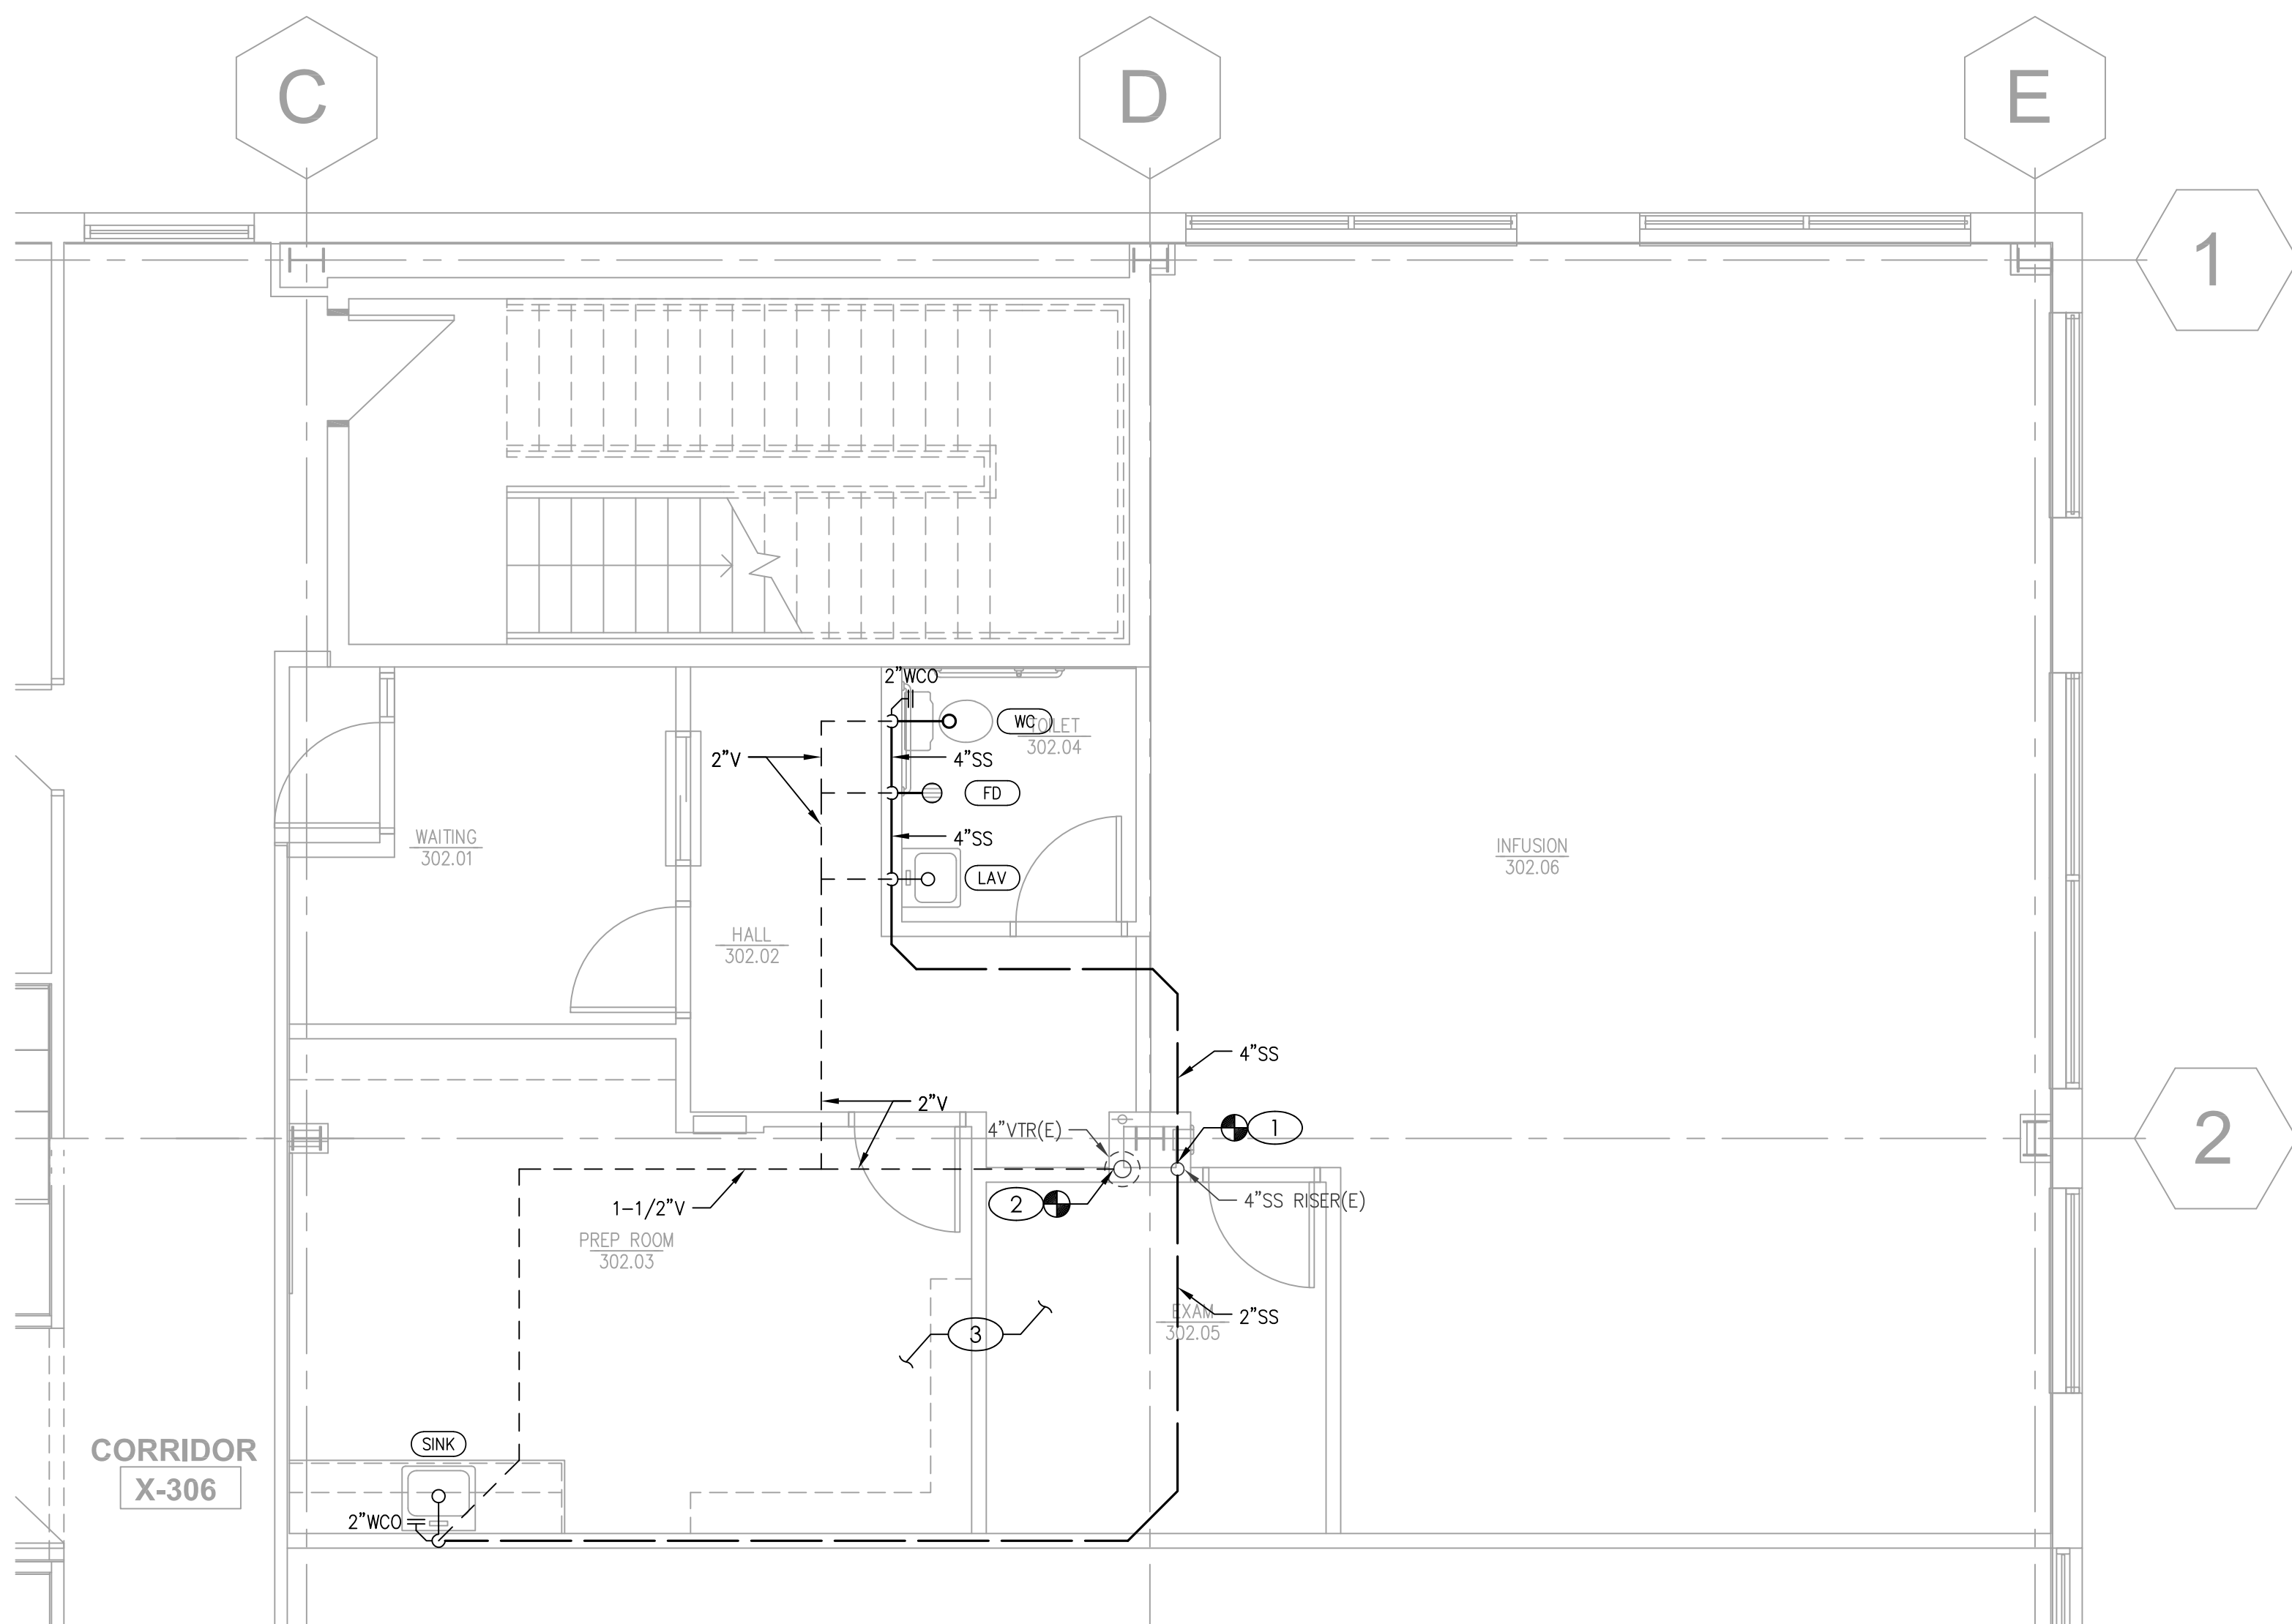 C
D
E
1
2"WCO
WC
TOILET
302.04
2"V
4"SS
FD
4"SS
WAITING
302.01
INFUSION
302.06
LAV
HALL
302.02
4"SS
2"V
4"VTR(E)
1
2
2
1-1/2"V
4"SS RISER(E)
PREP ROOM
302.03
EXAM
302.05
2"SS
3
CORRIDOR
X-306
SINK
2"WCO